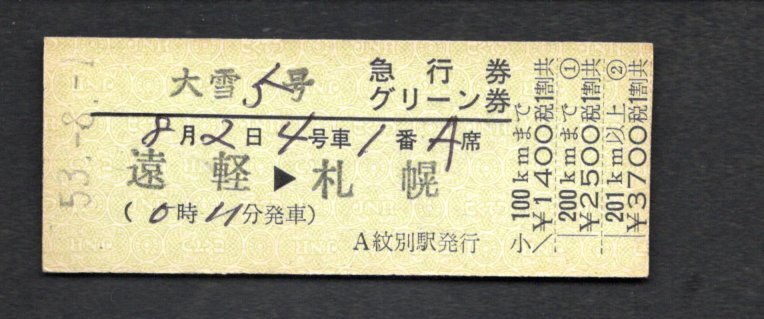 53.-8.-1
大雪5号 急行券
グリーン券
8月2日 4号車 1番A席
遠軽▶札幌
(0時11分発車)
A紋別駅発行
小/
100kmまで ¥1400税1割共
200kmまで ¥2500税1割共 ①
201km以上 ¥3700税1割共 ②